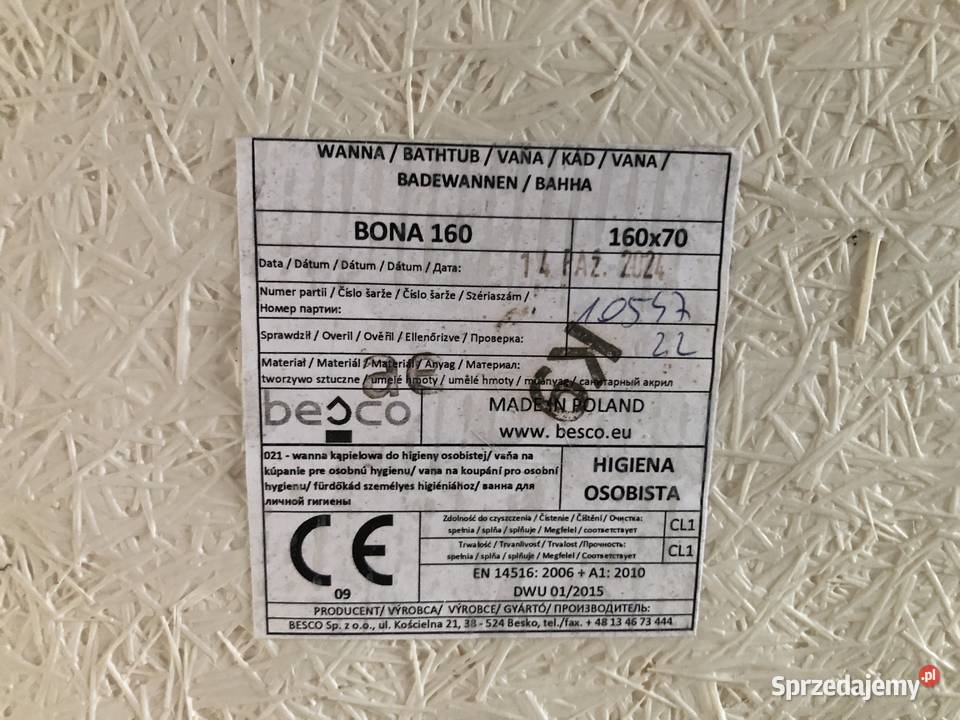 WANNA / BATHTUB / VAŇA / KÁD / VANA /
BADEWANNEN / ВАННА
BONA 160 160x70
Data / Dátum / Dátum / Dátum / Дата: 14 PAŹ. 2024
Numer partii / Číslo šarže / Číslo šarže / Szériaszám /
Номер партии: 10547
Sprawdził / Overil / Ověřil / Ellenőrizve / Проверка: 22
Materiał / Materiál / Materiál / Anyag / Материал:
tworzywo sztuczne / umelé hmoty / umělé hmoty / műanyag / санитарный акрил
besco MADE IN POLAND
www. besco.eu
021 - wanna kąpielowa do higieny osobistej/ vaňa na
kúpanie pre osobnú hygienu/ vana na koupání pro osobní
hygienu/ fürdőkád személyes higiéniához/ ванна для
личной гигиены
HIGIENA
OSOBISTA
CE
09
Zdolność do czyszczenia / Čistenie / Čištění / Очистка:
spełnia / splňa / splňuje / Megfelel / соответствует CL1
Trwałość / Trvanlivosť / Trvalost /Прочность:
spełnia / splňa / splňuje / Megfelel / Соответствует CL1
EN 14516: 2006 + A1: 2010
DWU 01/2015
PRODUCENT/ VÝROBCA/ VÝROBCE/ GYÁRTÓ/ ПРОИЗВОДИТЕЛЬ:
BESCO Sp. z o.o., ul. Kościelna 21, 38 - 524 Besko, tel./fax. + 48 13 46 73 444
Sprzedajemy.pl